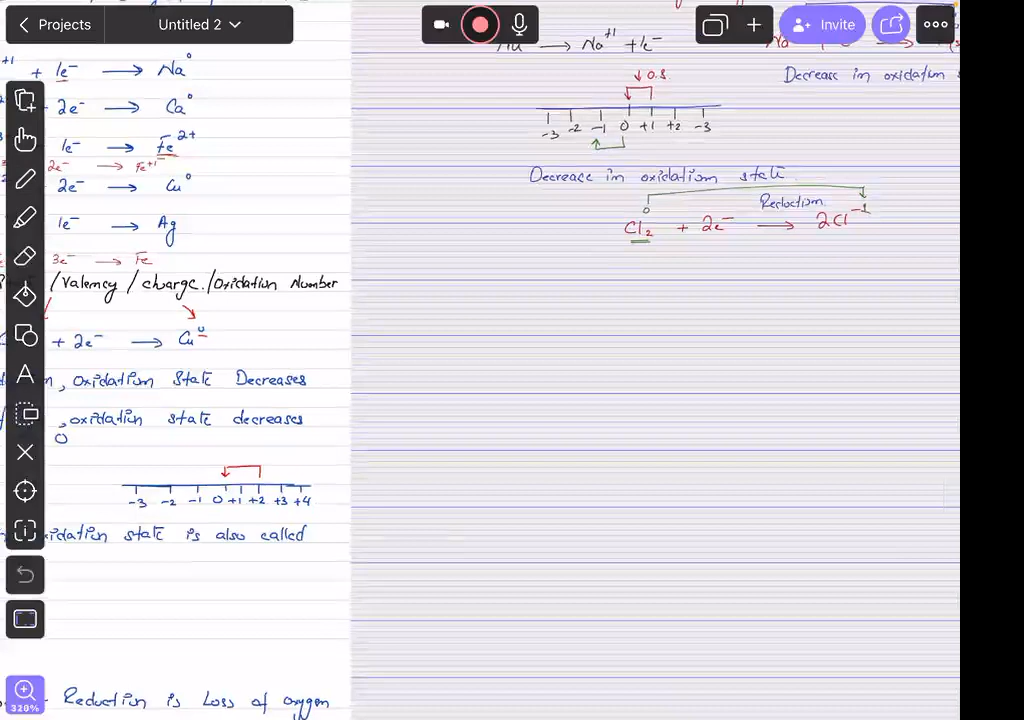 Projects
Untitled 2
Invite
+1 + 1e⁻ → Na⁰
2e⁻ → Ca⁰
1e⁻ → Fe²⁺
2e⁻ → Fe⁺¹
2e⁻ → Cu⁰
1e⁻ → Ag
3e⁻ → Fe
/Valency / charge. /Oxidation Number
+ 2e⁻ → Cu⁰
, Oxidation State Decreases
, oxidation state decreases
-3 -2 -1 0 +1 +2 +3 +4
oxidation state is also called
Reduction is Loss of oxygen
320%
Na → Na⁺¹ + 1e⁻
Decrease in oxidation s
↓ O.S
-3 -2 -1 0 +1 +2 -3
Decrease in oxidation state.
0 Reduction -1
Cl₂ + 2e⁻ → 2Cl⁻